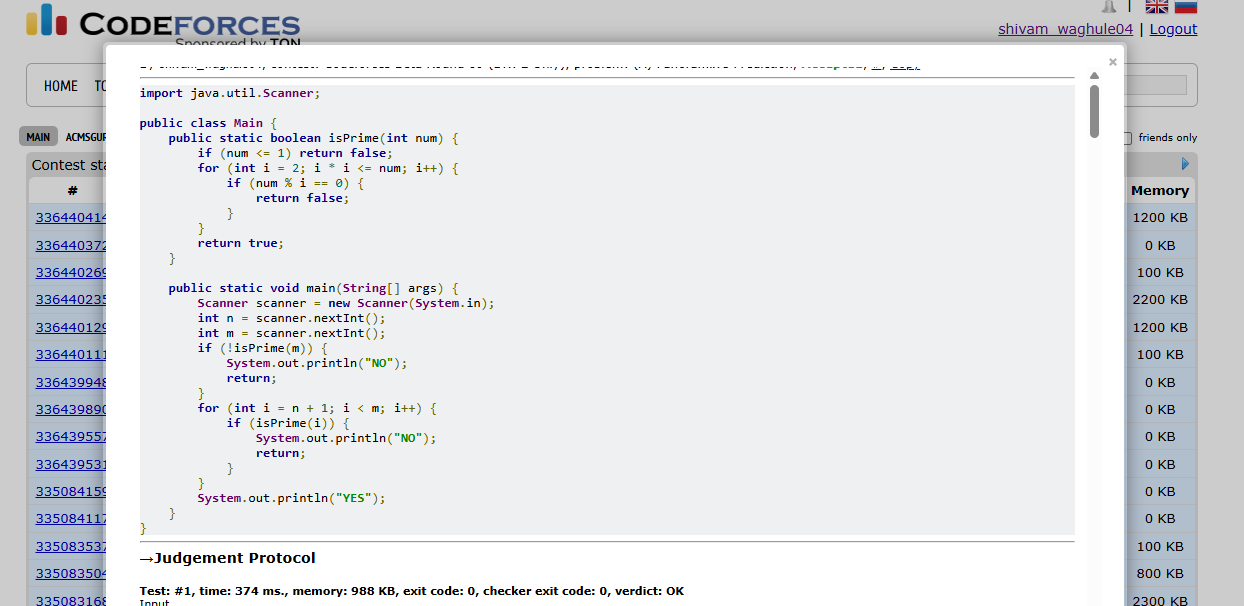 CODEFORCES
Sponsored by TON
shivam_waghule04 | Logout
HOME
MAIN ACMSGUR
friends only
Contest sta
#
Memory
336440414
1200 KB
336440372
0 KB
336440269
100 KB
336440235
2200 KB
336440129
1200 KB
336440111
100 KB
336439948
0 KB
336439890
0 KB
336439557
0 KB
336439531
0 KB
335084159
0 KB
335084117
0 KB
335083537
100 KB
335083504
800 KB
335083168
2300 KB
×
import java.util.Scanner;
public class Main {
public static boolean isPrime(int num) {
if (num <= 1) return false;
for (int i = 2; i * i <= num; i++) {
if (num % i == 0) {
return false;
}
}
return true;
}
public static void main(String[] args) {
Scanner scanner = new Scanner(System.in);
int n = scanner.nextInt();
int m = scanner.nextInt();
if (!isPrime(m)) {
System.out.println("NO");
return;
}
for (int i = n + 1; i < m; i++) {
if (isPrime(i)) {
System.out.println("NO");
return;
}
}
System.out.println("YES");
}
}
→Judgement Protocol
Test: #1, time: 374 ms., memory: 988 KB, exit code: 0, checker exit code: 0, verdict: OK
Input